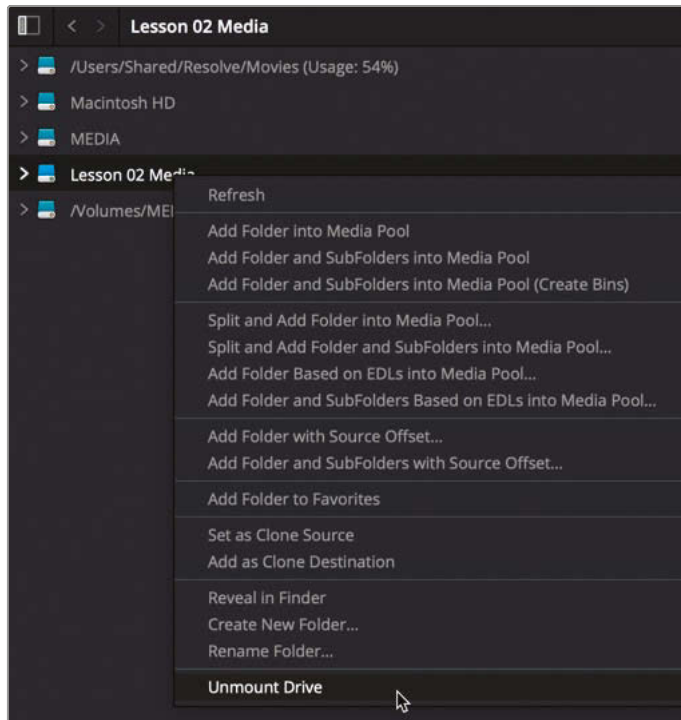 Lesson 02 Media
/Users/Shared/Resolve/Movies (Usage: 54%)
Macintosh HD
MEDIA
Lesson 02 Media
/Volumes/
Refresh
Add Folder into Media Pool
Add Folder and SubFolders into Media Pool
Add Folder and SubFolders into Media Pool (Create Bins)
Split and Add Folder into Media Pool...
Split and Add Folder and SubFolders into Media Pool...
Add Folder Based on EDLs into Media Pool...
Add Folder and SubFolders Based on EDLs into Media Pool...
Add Folder with Source Offset...
Add Folder and SubFolders with Source Offset...
Add Folder to Favorites
Set as Clone Source
Add as Clone Destination
Reveal in Finder
Create New Folder...
Rename Folder...
Unmount Drive